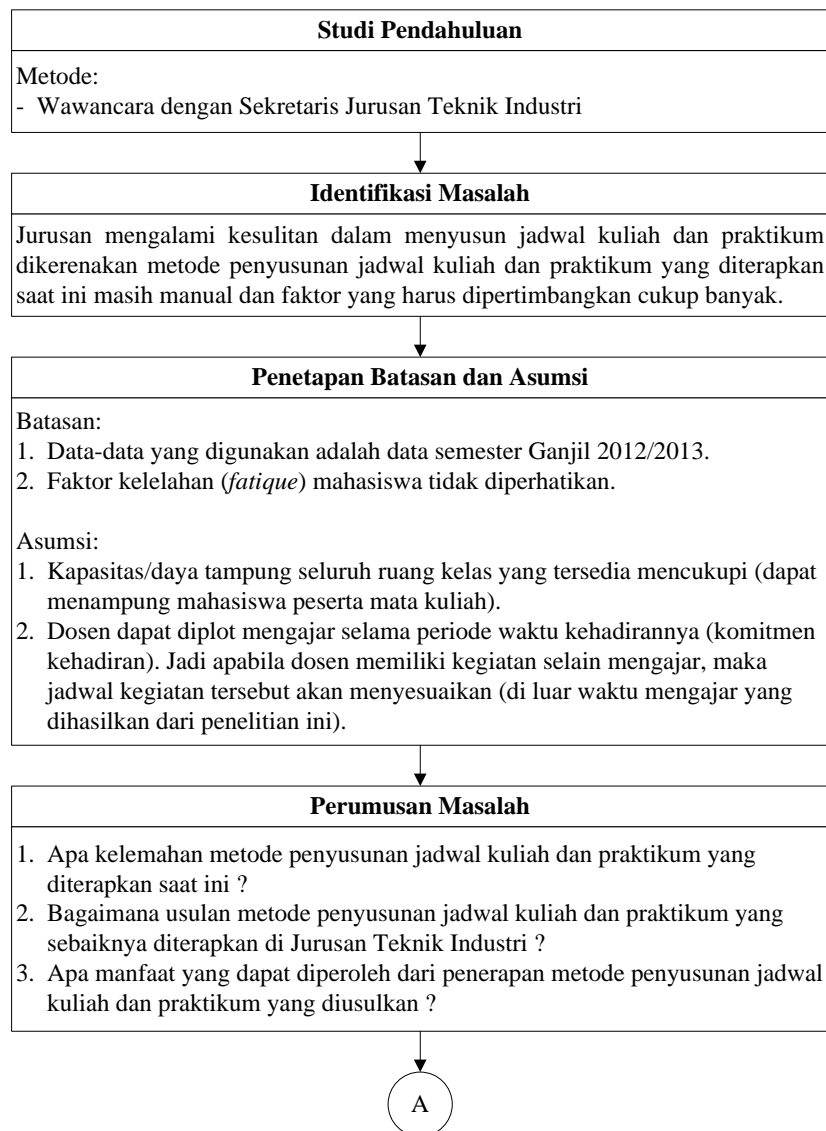 Studi Pendahuluan
Metode:
- Wawancara dengan Sekretaris Jurusan Teknik Industri
Identifikasi Masalah
Jurusan mengalami kesulitan dalam menyusun jadwal kuliah dan praktikum
dikerenakan metode penyusunan jadwal kuliah dan praktikum yang diterapkan
saat ini masih manual dan faktor yang harus dipertimbangkan cukup banyak.
Penetapan Batasan dan Asumsi
Batasan:
1. Data-data yang digunakan adalah data semester Ganjil 2012/2013.
2. Faktor kelelahan (fatique) mahasiswa tidak diperhatikan.
Asumsi:
1. Kapasitas/daya tampung seluruh ruang kelas yang tersedia mencukupi (dapat
menampung mahasiswa peserta mata kuliah).
2. Dosen dapat diplot mengajar selama periode waktu kehadirannya (komitmen
kehadiran). Jadi apabila dosen memiliki kegiatan selain mengajar, maka
jadwal kegiatan tersebut akan menyesuaikan (di luar waktu mengajar yang
dihasilkan dari penelitian ini).
Perumusan Masalah
1. Apa kelemahan metode penyusunan jadwal kuliah dan praktikum yang
diterapkan saat ini ?
2. Bagaimana usulan metode penyusunan jadwal kuliah dan praktikum yang
sebaiknya diterapkan di Jurusan Teknik Industri ?
3. Apa manfaat yang dapat diperoleh dari penerapan metode penyusunan jadwal
kuliah dan praktikum yang diusulkan ?
A